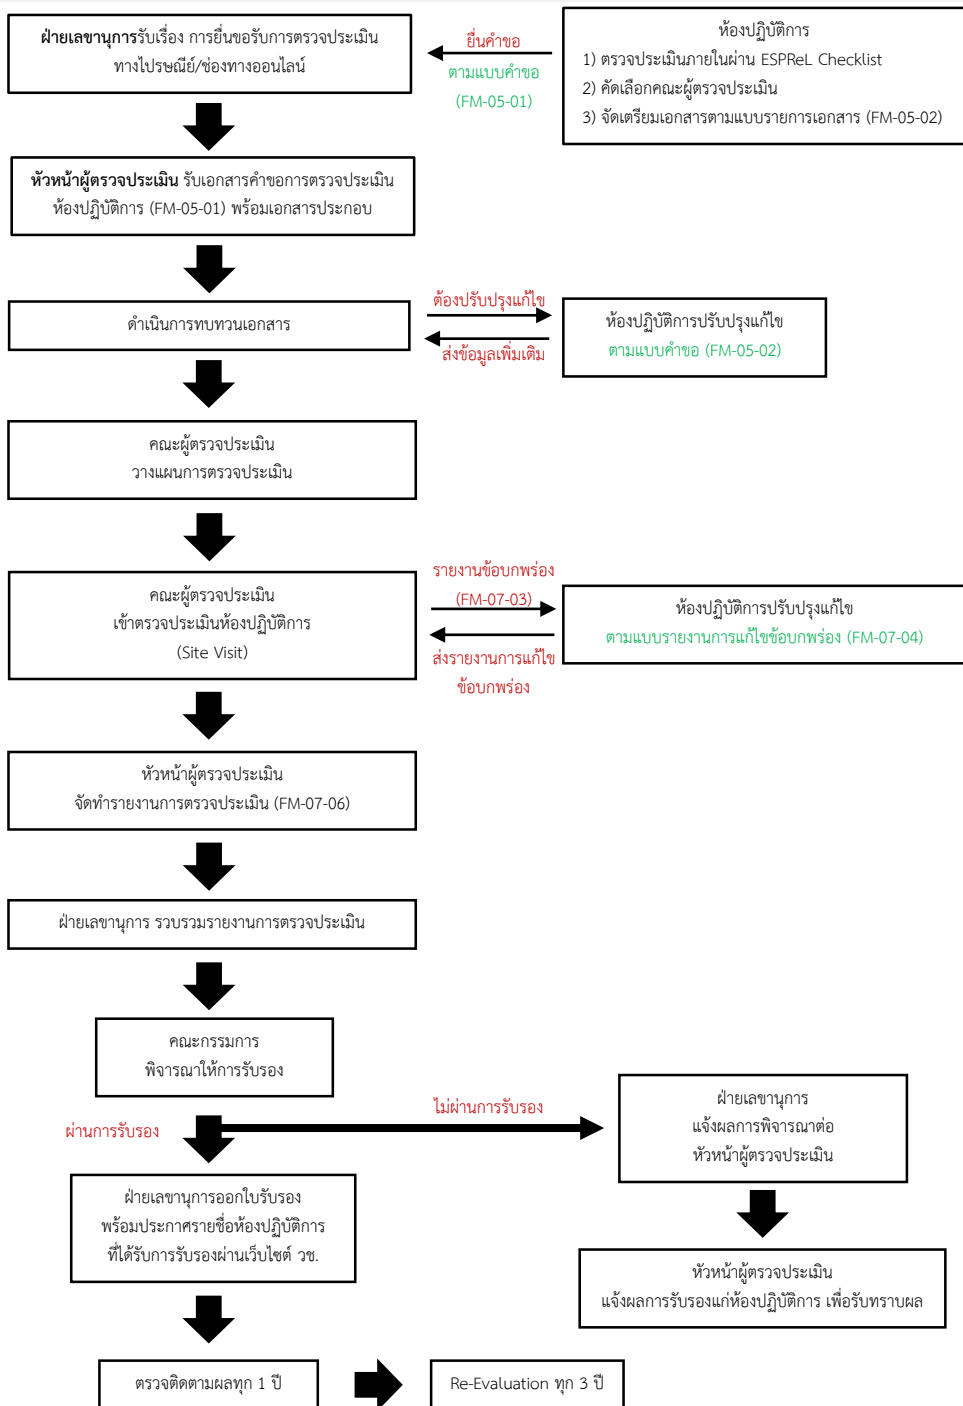 ฝ่ายเลขานุการรับเรื่อง การยื่นขอรับการตรวจประเมิน
ทางไปรษณีย์/ช่องทางออนไลน์
ยื่นคำขอ
ตามแบบคำขอ
(FM-05-01)
ห้องปฏิบัติการ
1) ตรวจประเมินภายในผ่าน ESPReL Checklist
2) คัดเลือกคณะผู้ตรวจประเมิน
3) จัดเตรียมเอกสารตามแบบรายการเอกสาร (FM-05-02)
หัวหน้าผู้ตรวจประเมิน รับเอกสารคำขอการตรวจประเมิน
ห้องปฏิบัติการ (FM-05-01) พร้อมเอกสารประกอบ
ดำเนินการทบทวนเอกสาร
ต้องปรับปรุงแก้ไข
ส่งข้อมูลเพิ่มเติม
ห้องปฏิบัติการปรับปรุงแก้ไข
ตามแบบคำขอ (FM-05-02)
คณะผู้ตรวจประเมิน
วางแผนการตรวจประเมิน
คณะผู้ตรวจประเมิน
เข้าตรวจประเมินห้องปฏิบัติการ
(Site Visit)
รายงานข้อบกพร่อง
(FM-07-03)
ส่งรายงานการแก้ไข
ข้อบกพร่อง
ห้องปฏิบัติการปรับปรุงแก้ไข
ตามแบบรายงานการแก้ไขข้อบกพร่อง (FM-07-04)
หัวหน้าผู้ตรวจประเมิน
จัดทำรายงานการตรวจประเมิน (FM-07-06)
ฝ่ายเลขานุการ รวบรวมรายงานการตรวจประเมิน
คณะกรรมการ
พิจารณาให้การรับรอง
ผ่านการรับรอง
ไม่ผ่านการรับรอง
ฝ่ายเลขานุการ
แจ้งผลการพิจารณาต่อ
หัวหน้าผู้ตรวจประเมิน
ฝ่ายเลขานุการออกใบรับรอง
พร้อมประกาศรายชื่อห้องปฏิบัติการ
ที่ได้รับการรับรองผ่านเว็บไซต์ วช.
หัวหน้าผู้ตรวจประเมิน
แจ้งผลการรับรองแก่ห้องปฏิบัติการ เพื่อรับทราบผล
ตรวจติดตามผลทุก 1 ปี
Re-Evaluation ทุก 3 ปี